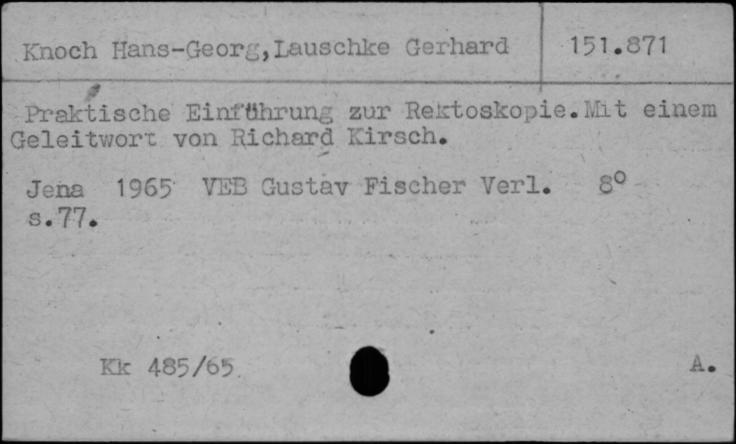 Knoch Hans-Georg,Lauschke Gerhard 151.871
Praktische Einführung zur Rektoskopie.Mit einem
Geleitwort von Richard Kirsch.
Jena 1965 VEB Gustav Fischer Verl. 8°
s.77.
Kk 485/65. A.